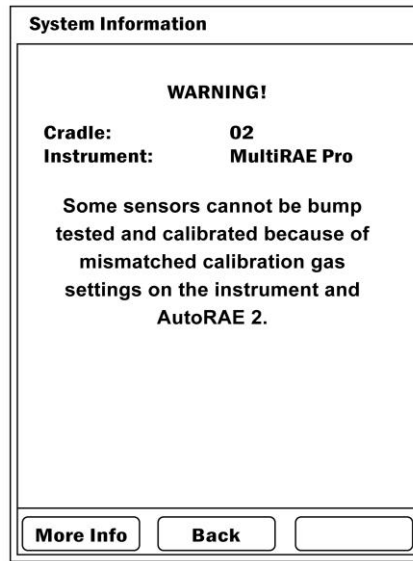 System Information
WARNING!
Cradle: 02
Instrument: MultiRAE Pro
Some sensors cannot be bump
tested and calibrated because of
mismatched calibration gas
settings on the instrument and
AutoRAE 2.
More Info Back